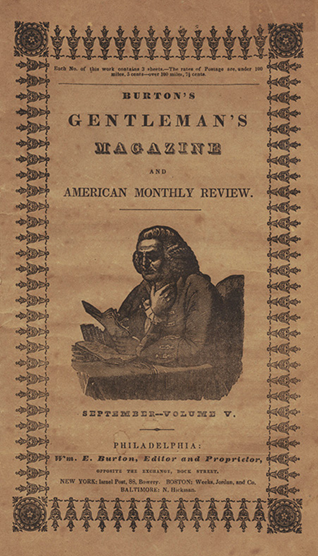 Each No. of this work contains 2 sheets.—The rates of Postage are, under 100
miles, 3 cents—over 100 miles, 7½ cents.
BURTON'S
GENTLEMAN'S
MAGAZINE
AND
AMERICAN MONTHLY REVIEW.
SEPTEMBER—VOLUME V.
PHILADELPHIA:
Wm. E. Burton, Editor and Proprietor,
OPPOSITE THE EXCHANGE, DOCK STREET.
NEW YORK: Israel Post, 88, Bowery. BOSTON: Weeks, Jordan, and Co.
BALTIMORE: N. Hickman.